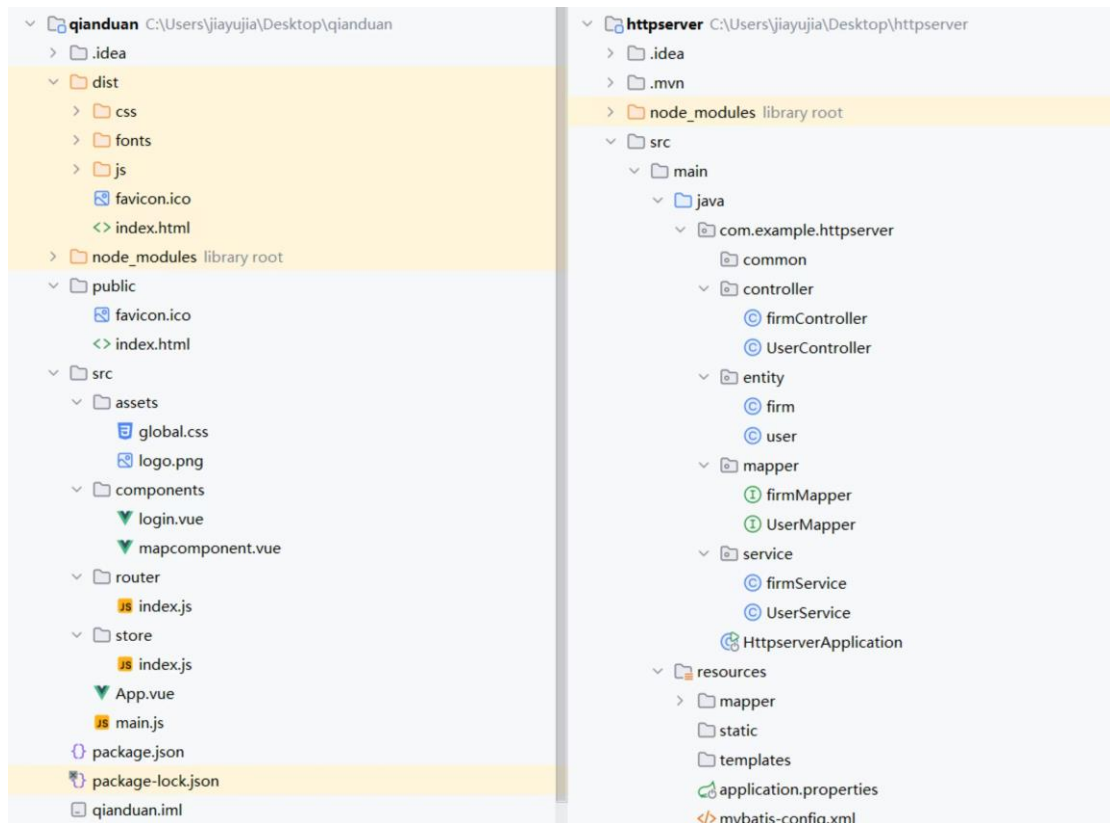 qianduan C:\Users\jiayujia\Desktop\qianduan
.idea
dist
css
fonts
js
favicon.ico
index.html
node_modules library root
public
favicon.ico
index.html
src
assets
global.css
logo.png
components
login.vue
mapcomponent.vue
router
index.js
store
index.js
App.vue
main.js
package.json
package-lock.json
qianduan.iml
httpserver C:\Users\jiayujia\Desktop\httpserver
.idea
.mvn
node_modules library root
src
main
java
com.example.httpserver
common
controller
firmController
UserController
entity
firm
user
mapper
firmMapper
UserMapper
service
firmService
UserService
HttpserverApplication
resources
mapper
static
templates
application.properties
mybatis-config.xml